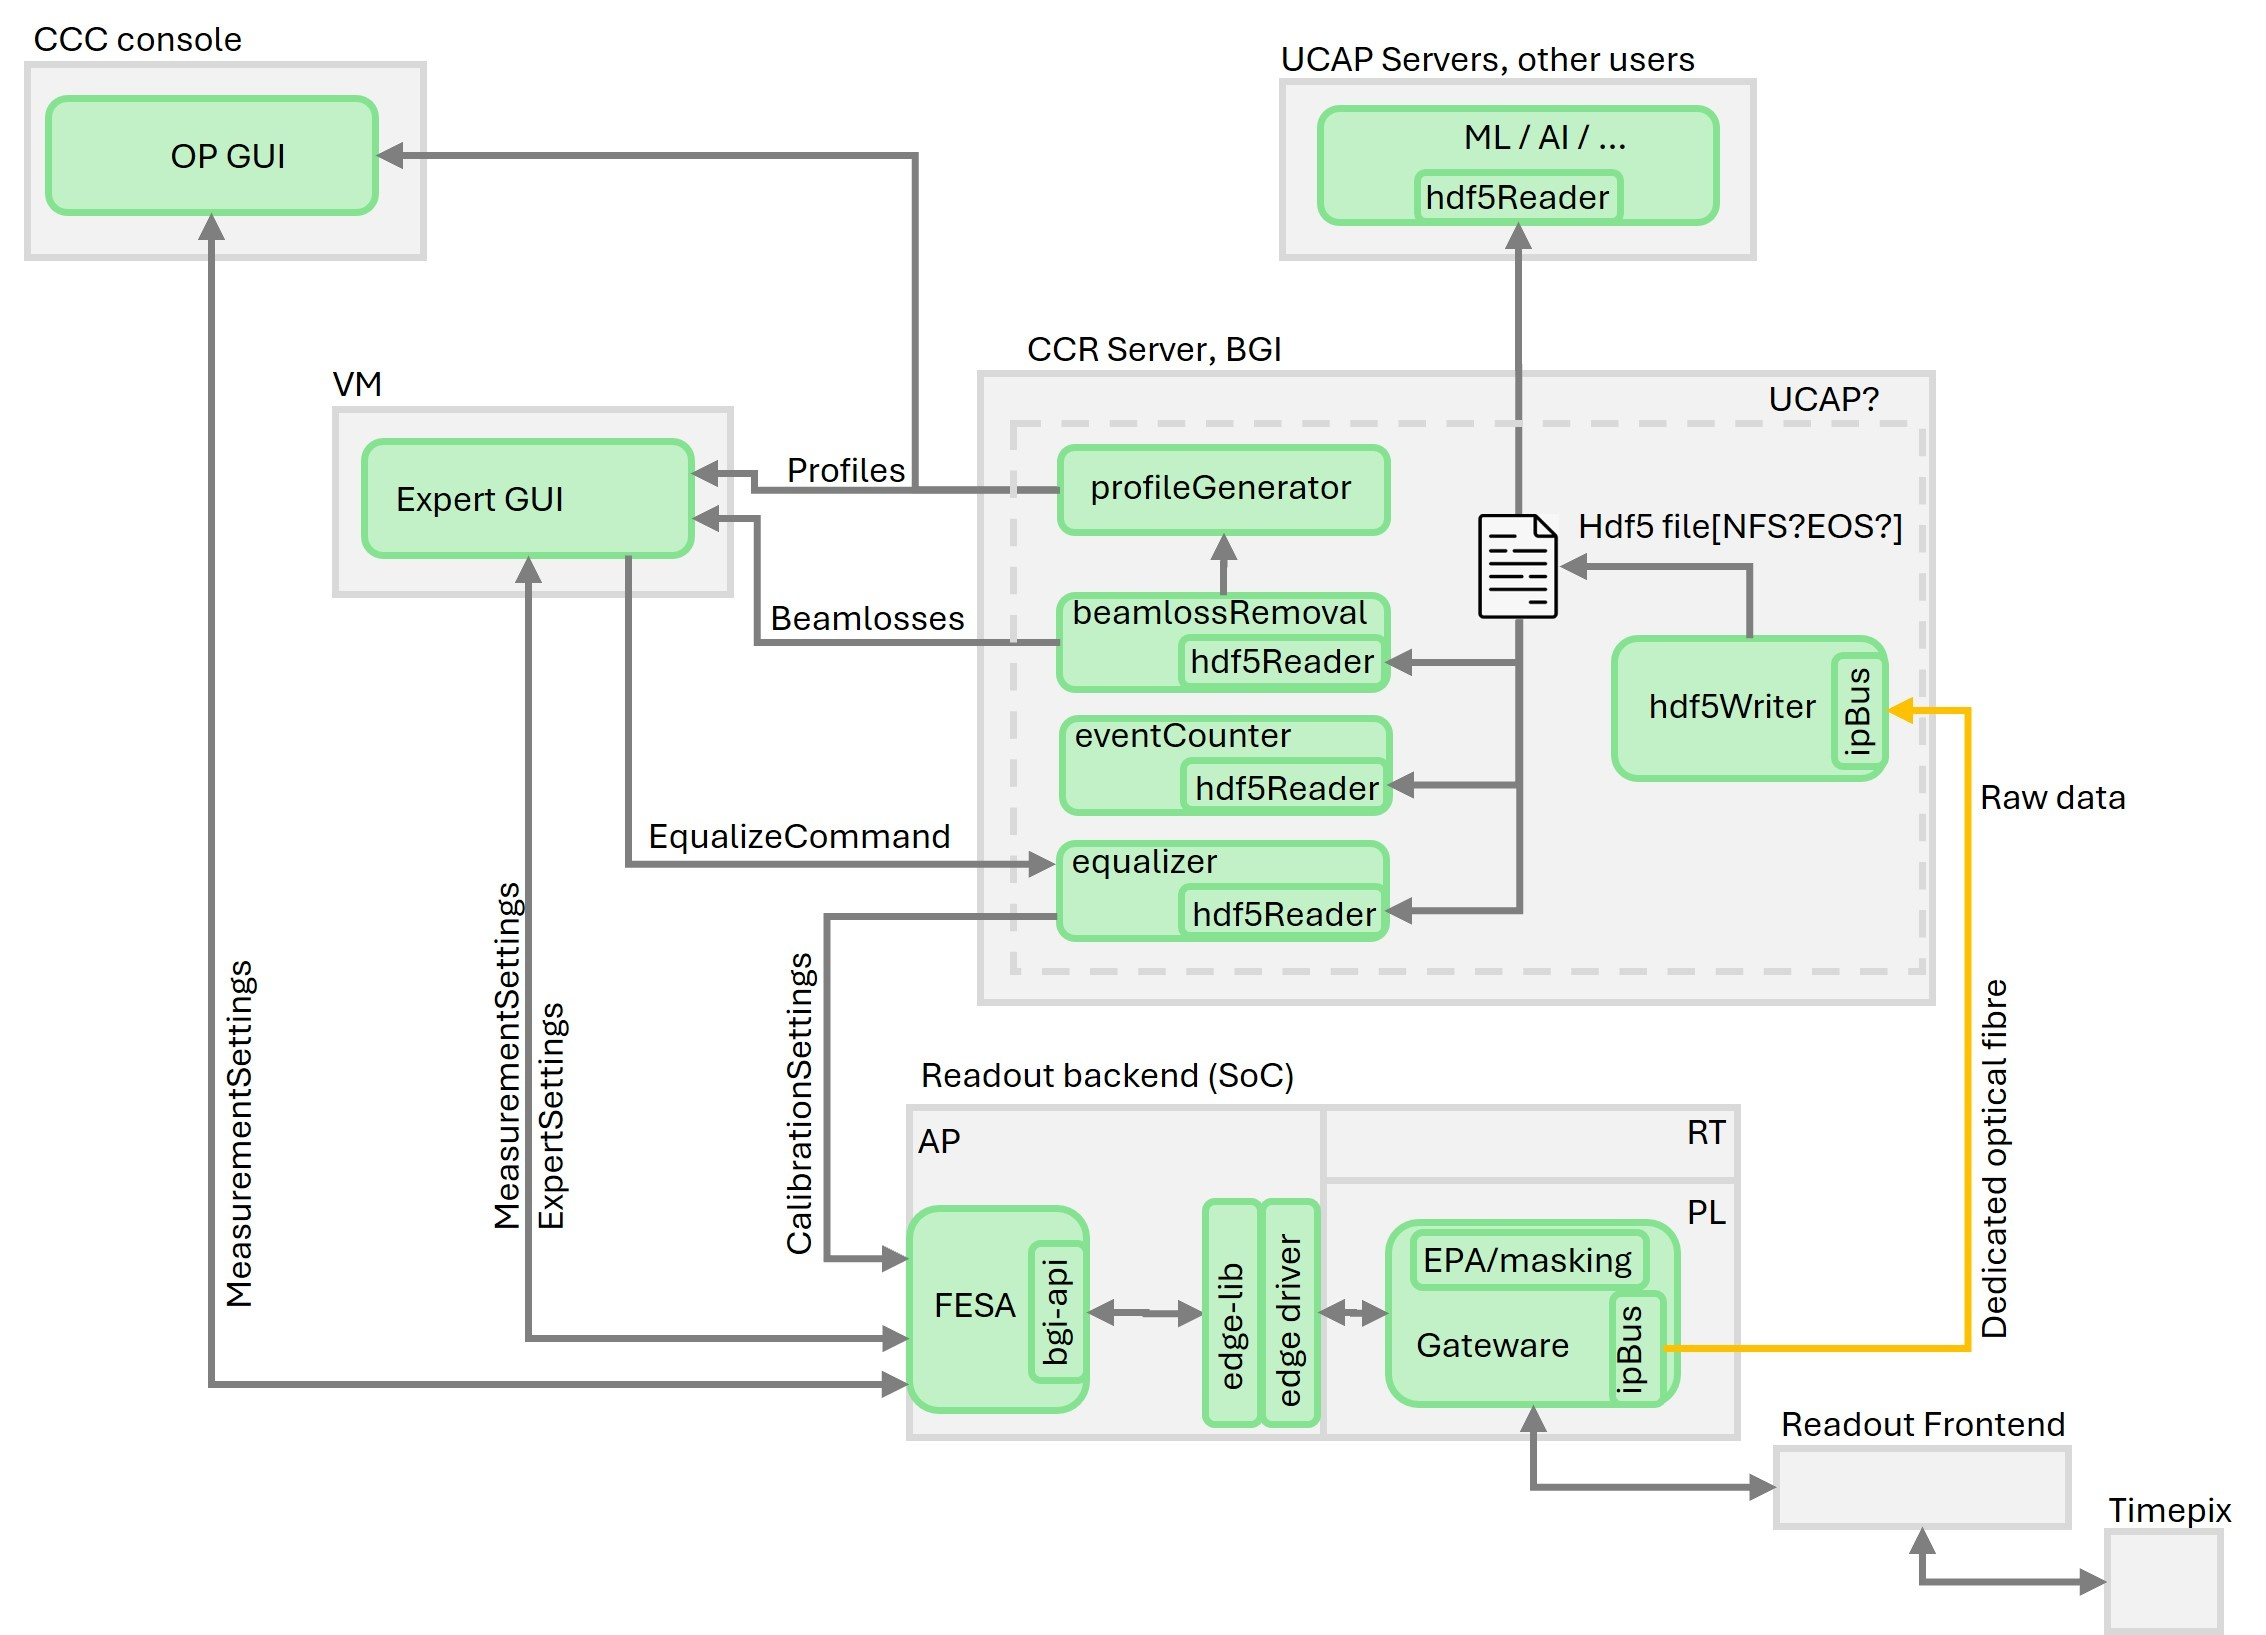 CCC console
OP GUI
UCAP Servers, other users
ML / AI / ...
hdf5Reader
CCR Server, BGI
UCAP?
VM
Expert GUI
Profiles
profileGenerator
Hdf5 file[NFS?EOS?]
Beamlosses
beamlossRemoval
hdf5Reader
hdf5Writer
ipBus
eventCounter
hdf5Reader
Raw data
EqualizeCommand
equalizer
hdf5Reader
MeasurementSettings
MeasurementSettings
ExpertSettings
CalibrationSettings
Dedicated optical fibre
Readout backend (SoC)
AP
RT
PL
FESA
bgi-api
edge-lib
edge driver
EPA/masking
Gateware
ipBus
Readout Frontend
Timepix